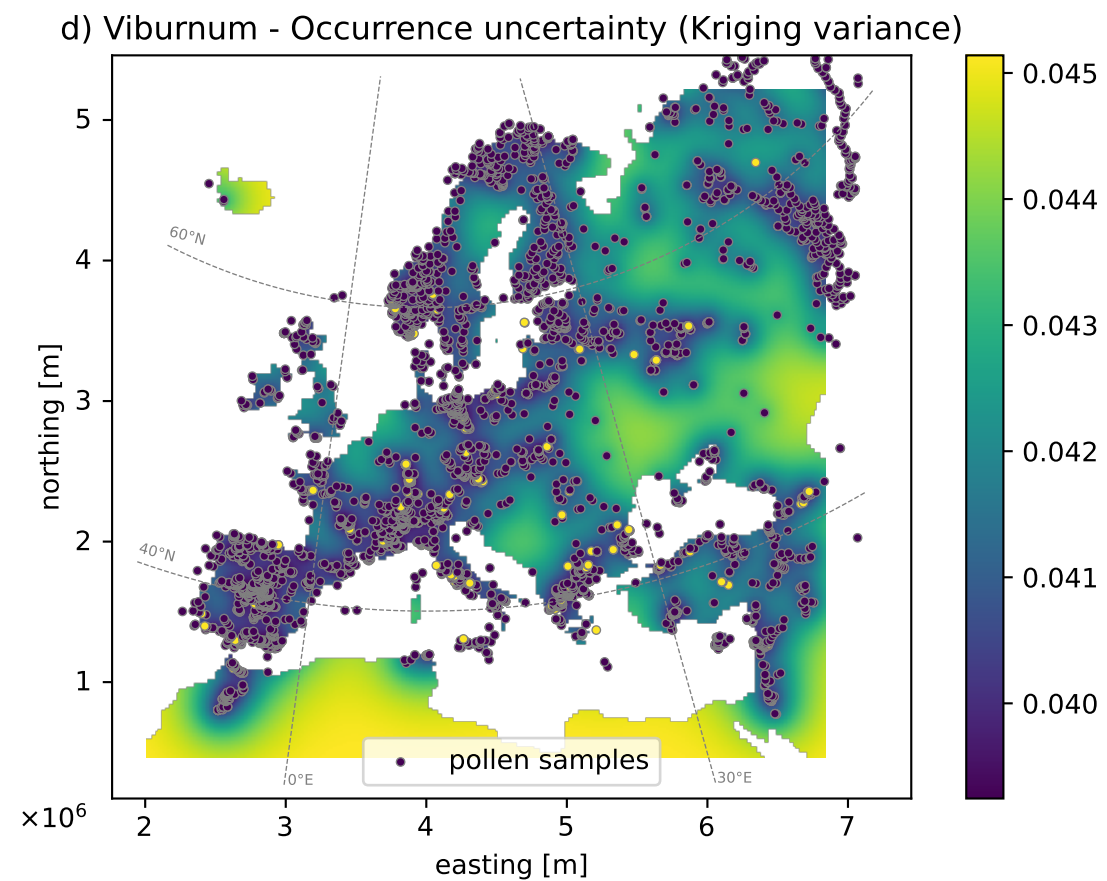 d) Viburnum - Occurrence uncertainty (Kriging variance)
5
4
3
2
1
northing [m]
×10⁶
2 3 4 5 6 7
easting [m]
60°N
40°N
0°E
30°E
pollen samples
0.045
0.044
0.043
0.042
0.041
0.040